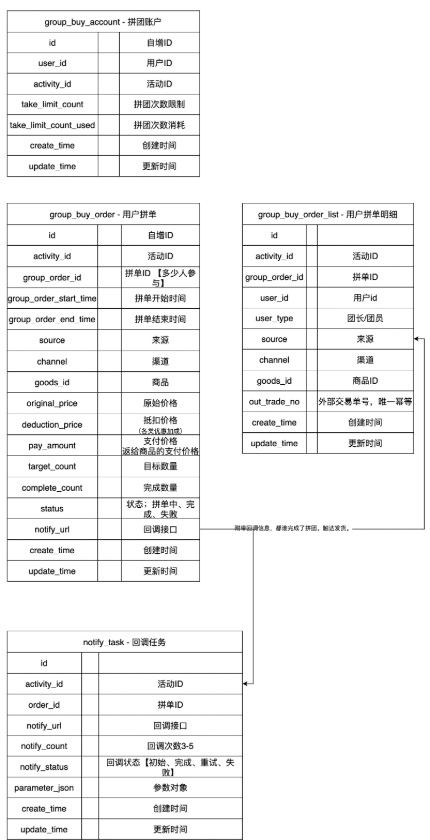 group_buy_account - 拼团账户
id 自增ID
user_id 用户ID
activity_id 活动ID
take_limit_count 拼团次数限制
take_limit_count_used 拼团次数消耗
create_time 创建时间
update_time 更新时间
group_buy_order - 用户拼单
id 自增ID
activity_id 活动ID
group_order_id 拼单ID 【多少人参
与】
group_order_start_time 拼单开始时间
group_order_end_time 拼单结束时间
source 来源
channel 渠道
goods_id 商品
original_price 原始价格
deduction_price 抵扣价格
(各类优惠加成)
pay_amount 支付价格
返给商品的支付价格
target_count 目标数量
complete_count 完成数量
status 状态；拼单中、完
成、失败
notify_url 回调接口
create_time 创建时间
update_time 更新时间
group_buy_order_list - 用户拼单明细
id
activity_id 活动ID
group_order_id 拼单ID
user_id 用户id
user_type 团长/团员
source 来源
channel 渠道
goods_id 商品ID
out_trade_no 外部交易单号，唯一幂等
create_time 创建时间
update_time 更新时间
回调信息，都谁完成了拼团。触达发货。
notify_task - 回调任务
id
activity_id 活动ID
order_id 拼单ID
notify_url 回调接口
notify_count 回调次数3-5
notify_status 回调状态【初始、完成、重试、失
败】
parameter_json 参数对象
create_time 创建时间
update_time 更新时间